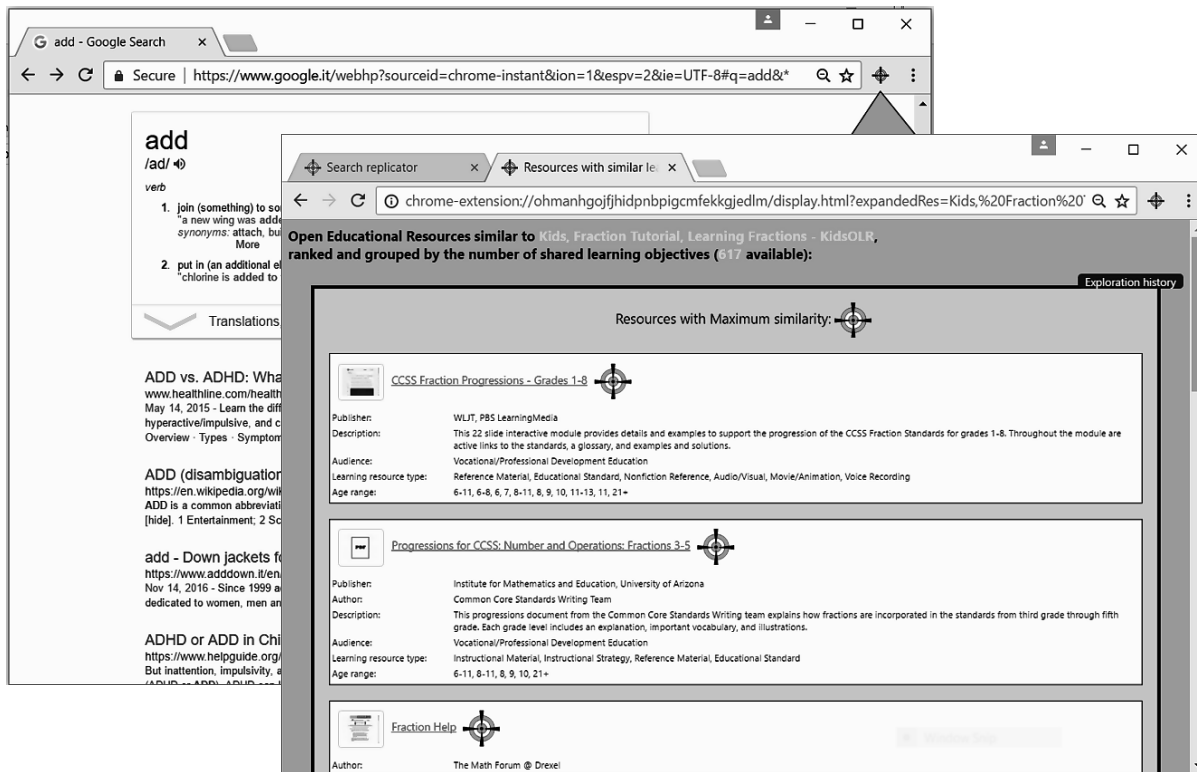 add - Google Search
Secure | https://www.google.it/webhp?sourceid=chrome-instant&ion=1&espv=2&ie=UTF-8#q=add&*
add
/ad/
verb
1. join (something) to so
"a new wing was adde
synonyms: attach, bu
More
2. put in (an additional el
"chlorine is added to
Translations,
ADD vs. ADHD: Wha
www.healthline.com/health
May 14, 2015 - Learn the diff
hyperactive/impulsive, and c
Overview · Types · Symptom
ADD (disambiguation
https://en.wikipedia.org/wik
ADD is a common abbreviati
[hide]. 1 Entertainment; 2 Sc
add - Down jackets fo
https://www.adddown.it/en/
Nov 14, 2016 - Since 1999 a
dedicated to women, men an
ADHD or ADD in Chi
https://www.helpguide.org/
But inattention, impulsivity, a
Search replicator
Resources with similar le
chrome-extension://ohmanhgojfjhidpnbpigcmfekkgjedlm/display.html?expandedRes=Kids,%20Fraction%20
Open Educational Resources similar to Kids, Fraction Tutorial, Learning Fractions - KidsOLR,
ranked and grouped by the number of shared learning objectives (617 available):
Exploration history
Resources with Maximum similarity:
CCSS Fraction Progressions - Grades 1-8
Publisher: WLJT, PBS LearningMedia
Description: This 22 slide interactive module provides details and examples to support the progression of the CCSS Fraction Standards for grades 1-8. Throughout the module are
active links to the standards, a glossary, and examples and solutions.
Audience: Vocational/Professional Development Education
Learning resource type: Reference Material, Educational Standard, Nonfiction Reference, Audio/Visual, Movie/Animation, Voice Recording
Age range: 6-11, 6-8, 6, 7, 8-11, 8, 9, 10, 11-13, 11, 21+
PDF
Progressions for CCSS: Number and Operations: Fractions 3-5
Publisher: Institute for Mathematics and Education, University of Arizona
Author: Common Core Standards Writing Team
Description: This progressions document from the Common Core Standards Writing team explains how fractions are incorporated in the standards from third grade through fifth
grade. Each grade level includes an explanation, important vocabulary, and illustrations.
Audience: Vocational/Professional Development Education
Learning resource type: Instructional Material, Instructional Strategy, Reference Material, Educational Standard
Age range: 6-11, 8-11, 8, 9, 10, 21+
Fraction Help
Author: The Math Forum @ Drexel